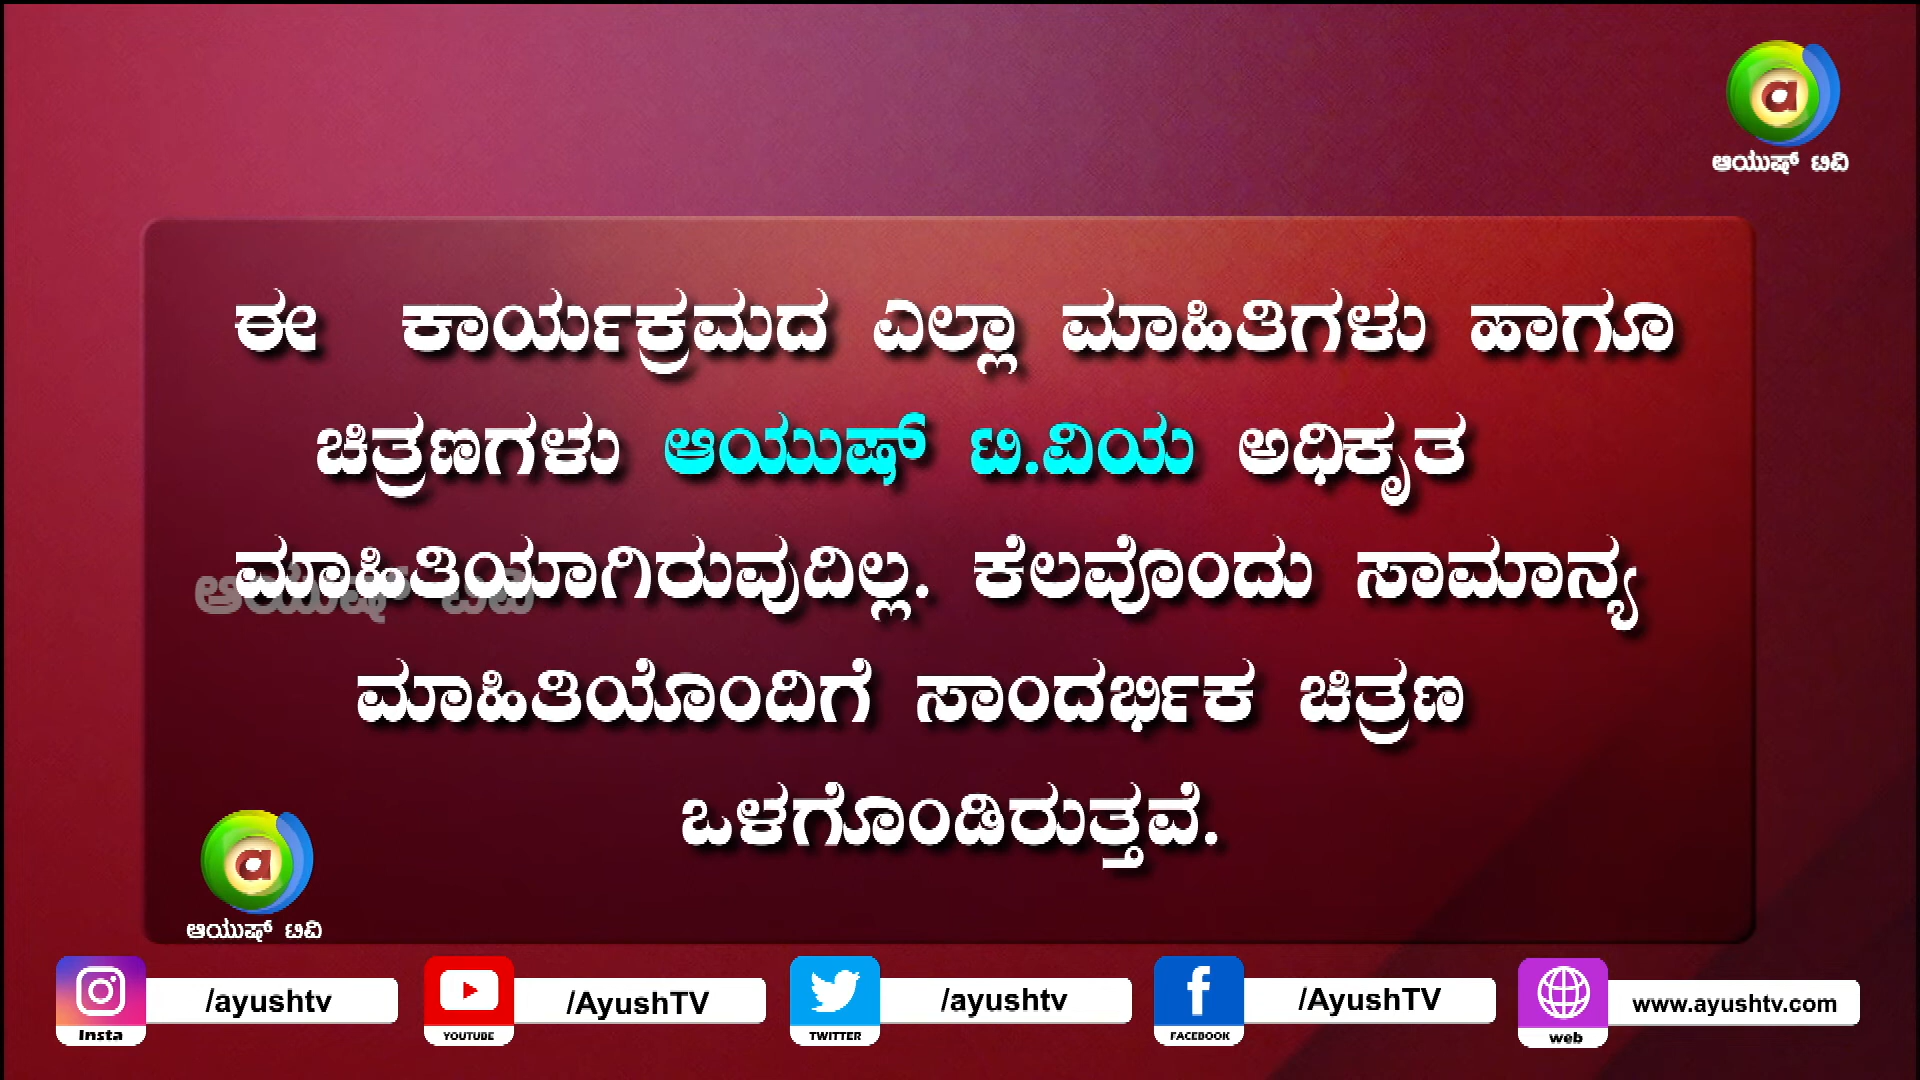 ಆಯುಷ್ ಟಿವಿ
ಈ ಕಾರ್ಯಕ್ರಮದ ಎಲ್ಲಾ ಮಾಹಿತಿಗಳು ಹಾಗೂ
ಚಿತ್ರಣಗಳು ಆಯುಷ್ ಟಿ.ವಿಯ ಅಧಿಕೃತ
ಮಾಹಿತಿಯಾಗಿರುವುದಿಲ್ಲ. ಕೆಲವೊಂದು ಸಾಮಾನ್ಯ
ಆಯುಷ್ ಟಿವಿ
ಮಾಹಿತಿಯೊಂದಿಗೆ ಸಾಂದರ್ಭಿಕ ಚಿತ್ರಣ
ಒಳಗೊಂಡಿರುತ್ತವೆ.
ಆಯುಷ್ ಟಿವಿ
/ayushtv /AyushTV /ayushtv /AyushTV www.ayushtv.com
Insta YOUTUBE TWITTER FACEBOOK web